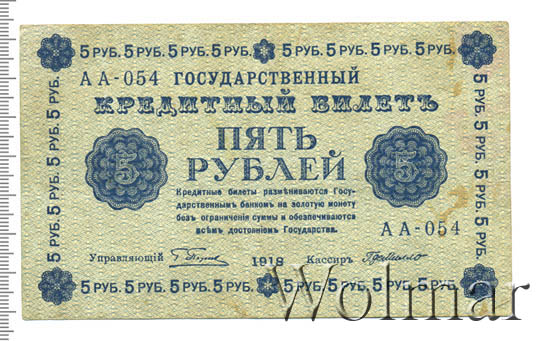 5 РУБ. 5 РУБ. 5 РУБ. 5 РУБ. 5 РУБ. 5 РУБ. 5 РУБ. 5 РУБ.
АА-054 ГОСУДАРСТВЕННЫЙ
КРЕДИТНЫЙ БИЛЕТЪ
5
ПЯТЬ
РУБЛЕЙ
5
Кредитные билеты размѣниваются Госу-
дарственнымъ банкомъ на золотую монету
безъ ограниченія суммы и обезпечиваются
всѣмъ достояніемъ Государства.
АА-054
Управляющій
1918
Кассиръ
5 РУБ. 5 РУБ. 5 РУБ. 5 РУБ. 5 РУБ. 5 РУБ. 5 РУБ. 5 РУБ.
5 РУБ. 5 РУБ. 5 РУБ. 5 РУБ. 5 РУБ.
5 РУБ. 5 РУБ. 5 РУБ. 5 РУБ. 5 РУБ.
Wolmar